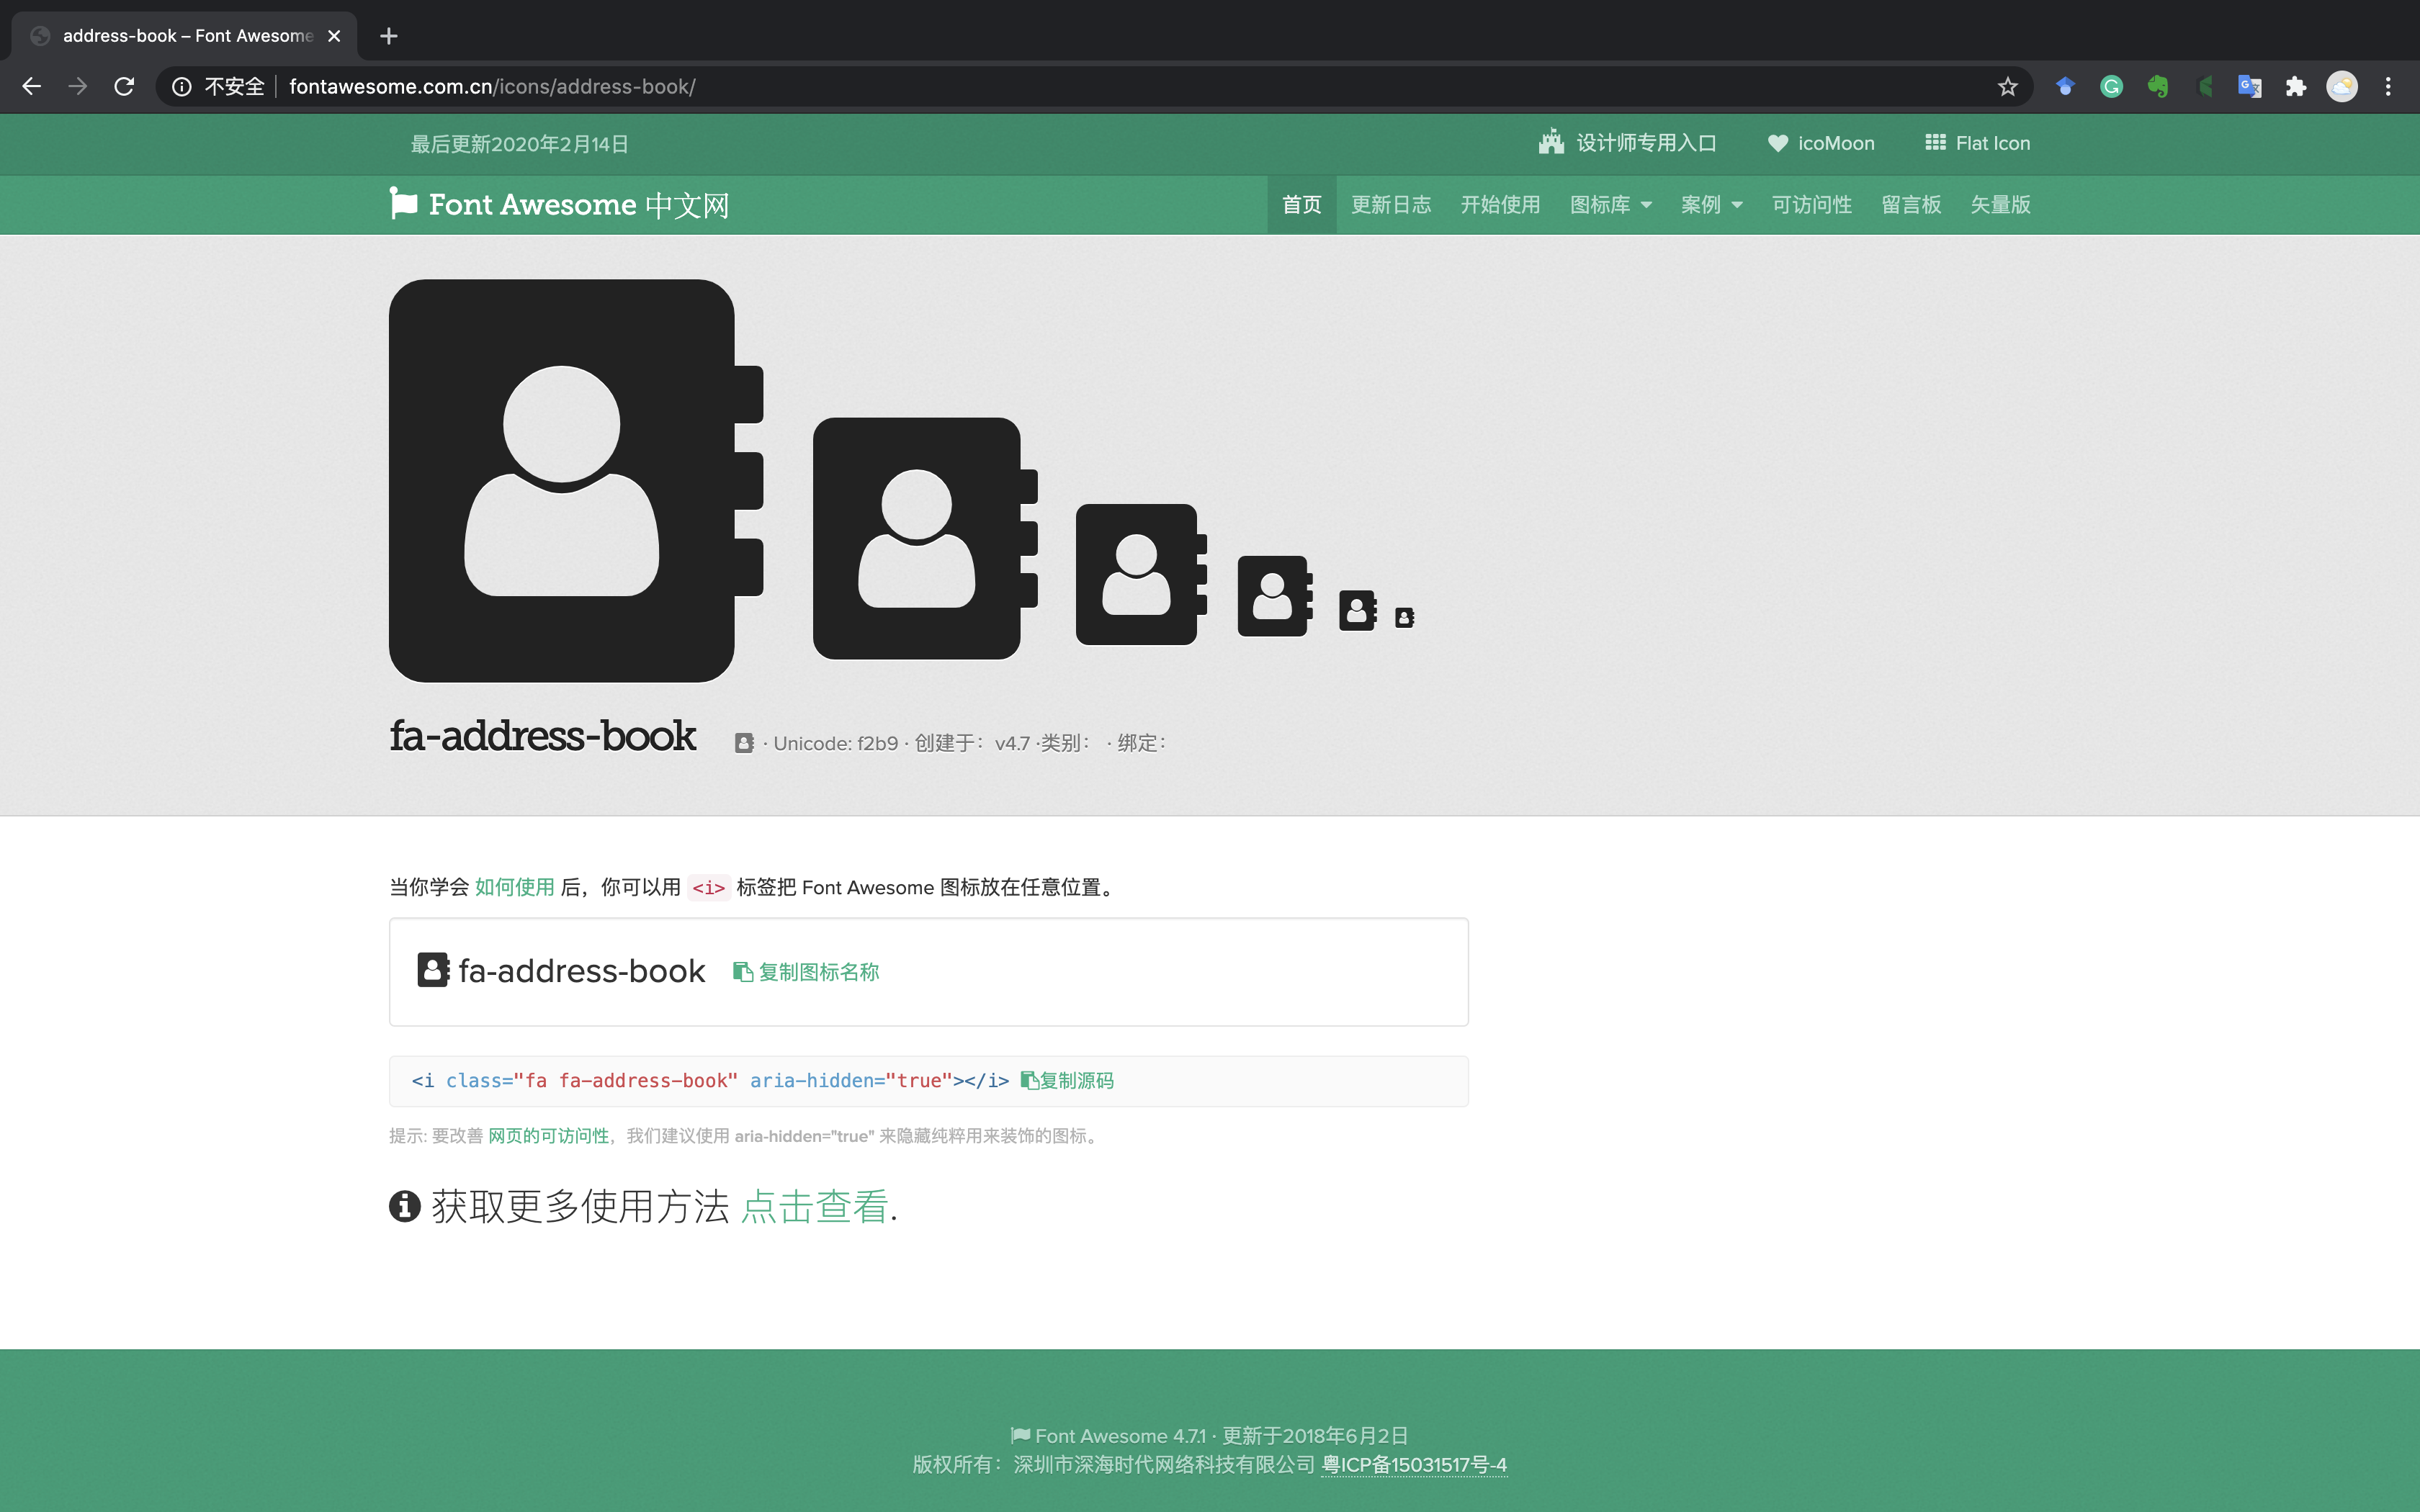 address-book – Font Awesome
不安全 fontawesome.com.cn/icons/address-book/
最后更新2020年2月14日
设计师专用入口 icoMoon Flat Icon
Font Awesome 中文网
首页 更新日志 开始使用 图标库 案例 可访问性 留言板 矢量版
fa-address-book · Unicode: f2b9 · 创建于：v4.7 ·类别： · 绑定：
当你学会 如何使用 后，你可以用 <i> 标签把 Font Awesome 图标放在任意位置。
fa-address-book 复制图标名称
<i class="fa fa-address-book" aria-hidden="true"></i> 复制源码
提示: 要改善 网页的可访问性，我们建议使用 aria-hidden="true" 来隐藏纯粹用来装饰的图标。
获取更多使用方法 点击查看.
Font Awesome 4.7.1 · 更新于2018年6月2日
版权所有：深圳市深海时代网络科技有限公司 粤ICP备15031517号-4